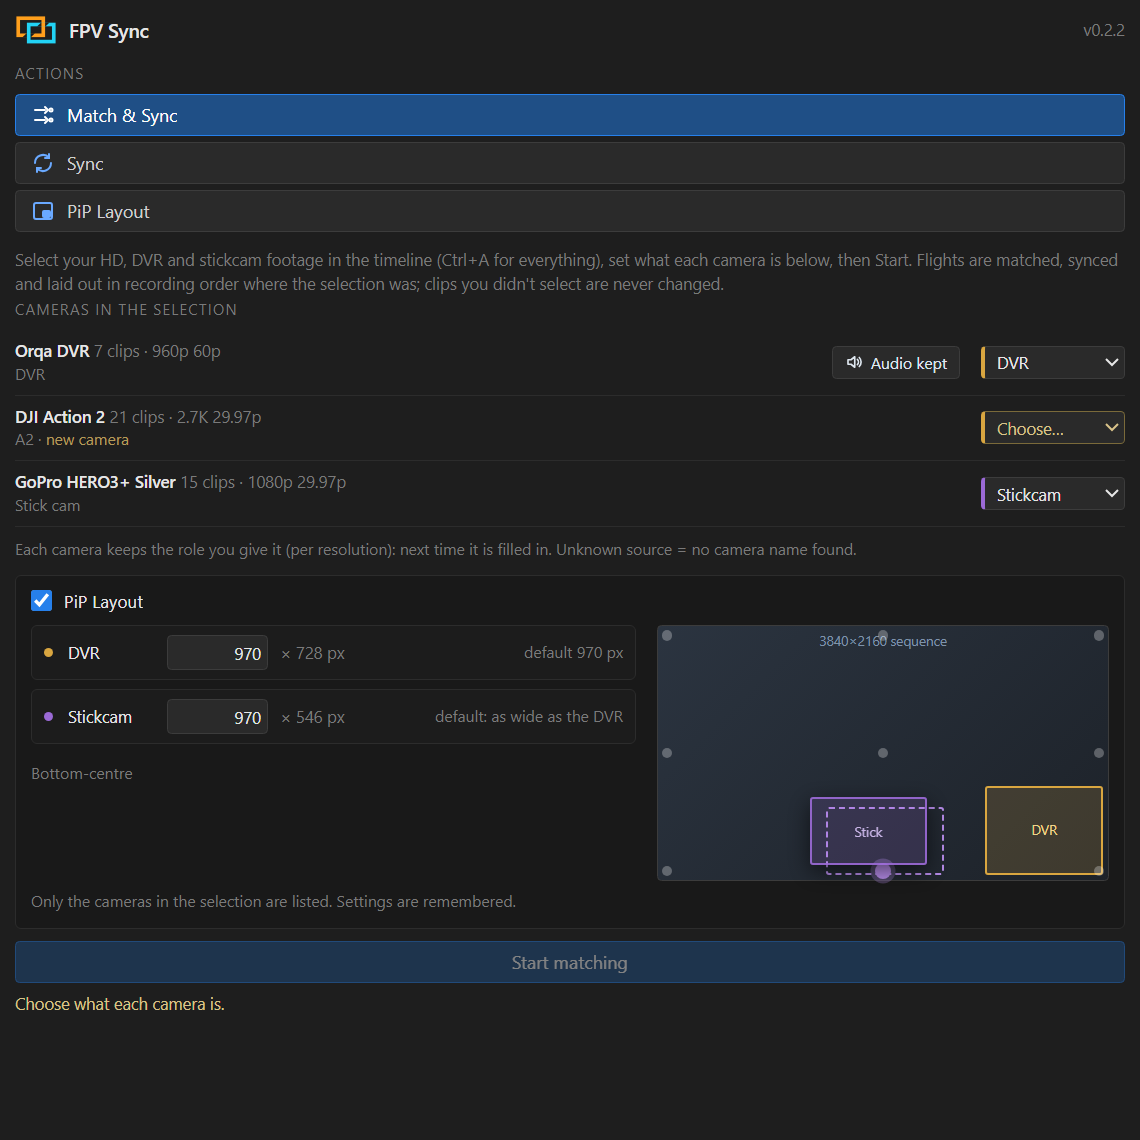 FPV Sync
v0.2.2
ACTIONS
Match & Sync
Sync
PiP Layout
Select your HD, DVR and stickcam footage in the timeline (Ctrl+A for everything), set what each camera is below, then Start. Flights are matched, synced
and laid out in recording order where the selection was; clips you didn't select are never changed.
CAMERAS IN THE SELECTION
Orqa DVR 7 clips · 960p 60p
DVR
Audio kept
DVR
DJI Action 2 21 clips · 2.7K 29.97p
A2 · new camera
Choose...
GoPro HERO3+ Silver 15 clips · 1080p 29.97p
Stick cam
Stickcam
Each camera keeps the role you give it (per resolution): next time it is filled in. Unknown source = no camera name found.
PiP Layout
DVR 970 × 728 px default 970 px
Stickcam 970 × 546 px default: as wide as the DVR
Bottom-centre
3840×2160 sequence
Stick
DVR
Only the cameras in the selection are listed. Settings are remembered.
Start matching
Choose what each camera is.